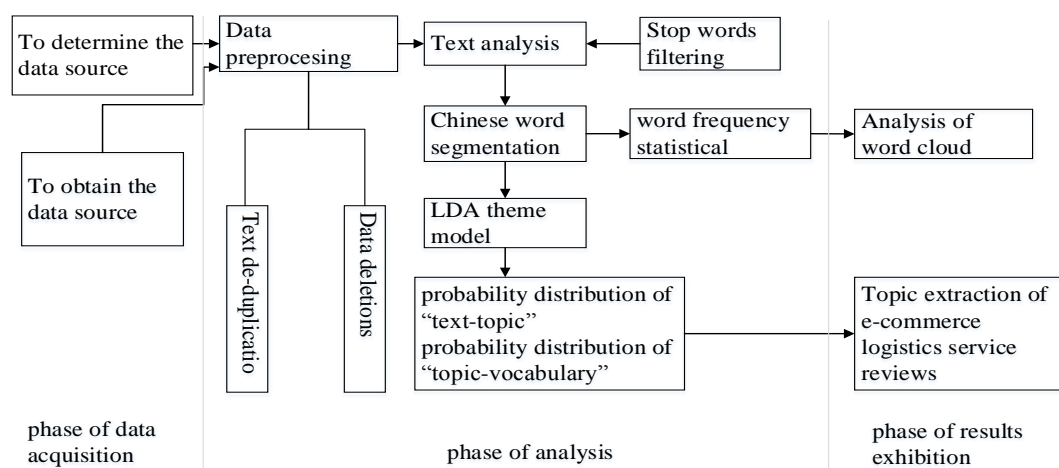 To determine the
data source
Data
preprocesing
Text analysis
Stop words
filtering
Chinese word
segmentation
word frequency
statistical
Analysis of
word cloud
To obtain the
data source
Text de-duplicatio
Data deletions
LDA theme
model
probability distribution of
“text-topic”
probability distribution of
“topic-vocabulary”
Topic extraction of
e-commerce
logistics service
reviews
phase of data
acquisition
phase of analysis
phase of results
exhibition